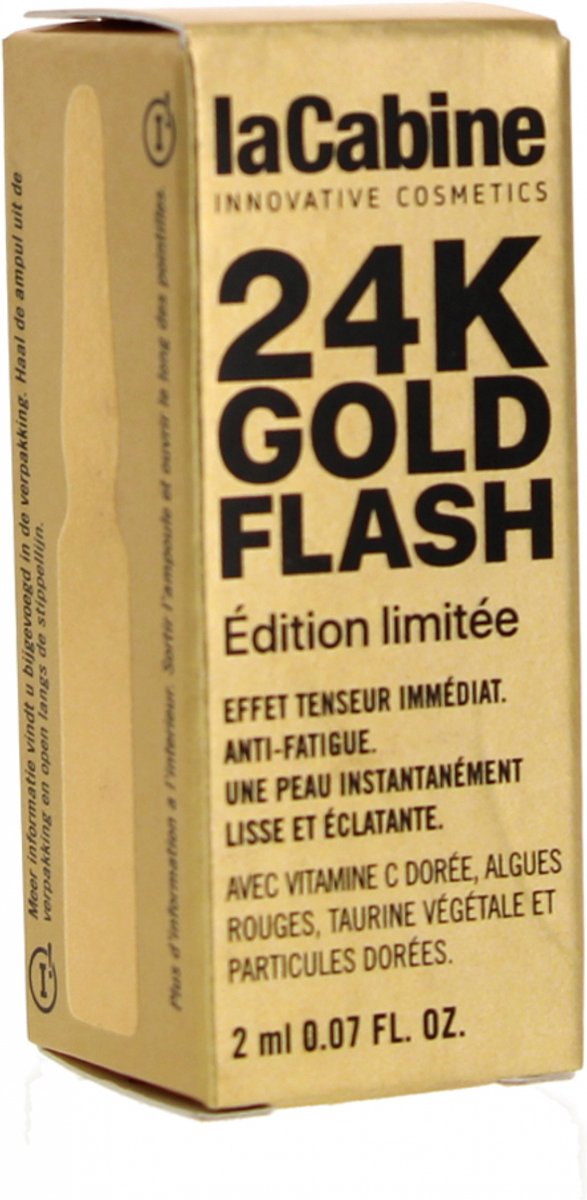 laCabine
INNOVATIVE COSMETICS
24K
GOLD
FLASH
Édition limitée
EFFET TENSEUR IMMÉDIAT.
ANTI-FATIGUE.
UNE PEAU INSTANTANÉMENT
LISSE ET ÉCLATANTE.
AVEC VITAMINE C DORÉE, ALGUES
ROUGES, TAURINE VÉGÉTALE ET
PARTICULES DORÉES.
2 ml 0.07 FL. OZ.
Meer informatie vindt u bijgevoegd in de verpakking. Haal de ampul uit de
verpakking en open langs de stippellijn.
Plus d'information a l'interieur. Sortir l'ampoule et ouvrir le long des pointilles